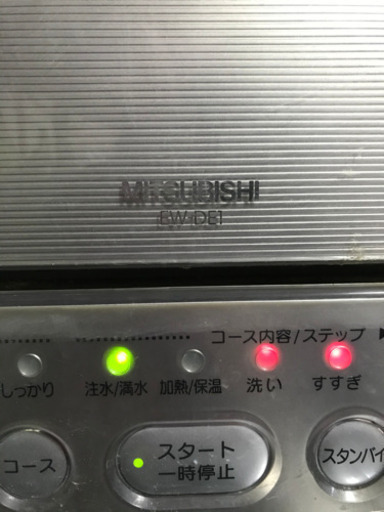 MITSUBISHI
EW-DE1
コース内容/ステップ
しっかり 注水/満水 加熱/保温 洗い すすぎ
コース スタート 一時停止 スタンバイ